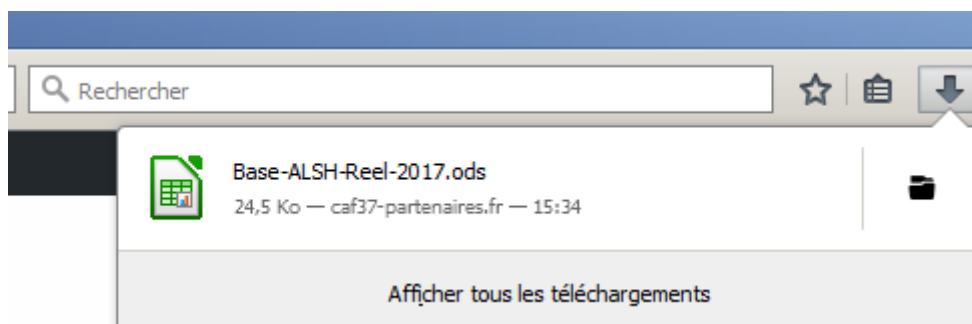 Rechercher
Base-ALSH-Reel-2017.ods
24,5 Ko — caf37-partenaires.fr — 15:34
Afficher tous les téléchargements